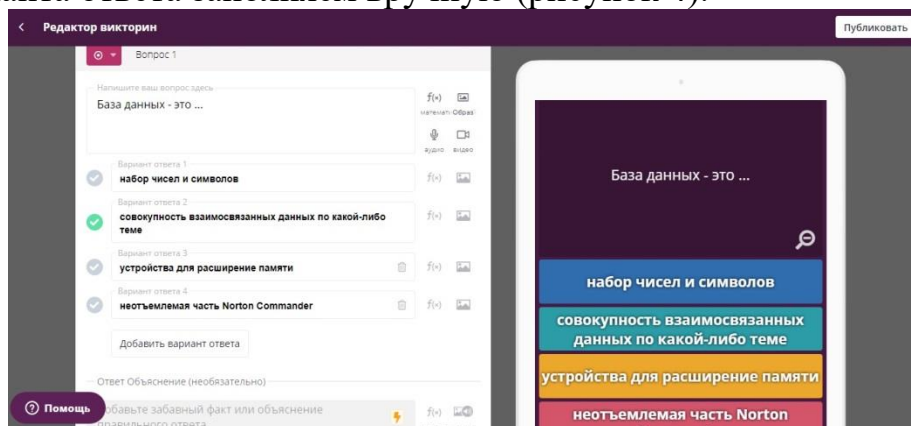 Редактор викторин
Публиковать
Вопрос 1
Напишите ваш вопрос здесь
База данных - это ...
f(x)
математ Образ
аудио видео
Вариант ответа 1
набор чисел и символов
f(x)
Вариант ответа 2
совокупность взаимосвязанных данных по какой-либо
теме
f(x)
Вариант ответа 3
устройства для расширение памяти
f(x)
Вариант ответа 4
неотъемлемая часть Norton Commander
f(x)
Добавить вариант ответа
Ответ Объяснение (необязательно)
обавьте забавный факт или объяснение
правильного ответа
f(x)
Помощь
База данных - это ...
набор чисел и символов
совокупность взаимосвязанных
данных по какой-либо теме
устройства для расширение памяти
неотъемлемая часть Norton